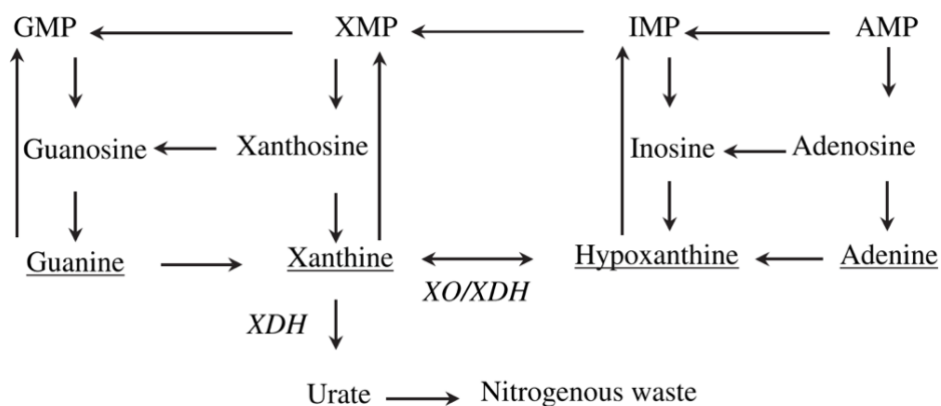 GMP XMP IMP AMP
Guanosine Xanthosine Inosine Adenosine
Guanine Xanthine Hypoxanthine Adenine
XO/XDH
XDH
Urate Nitrogenous waste